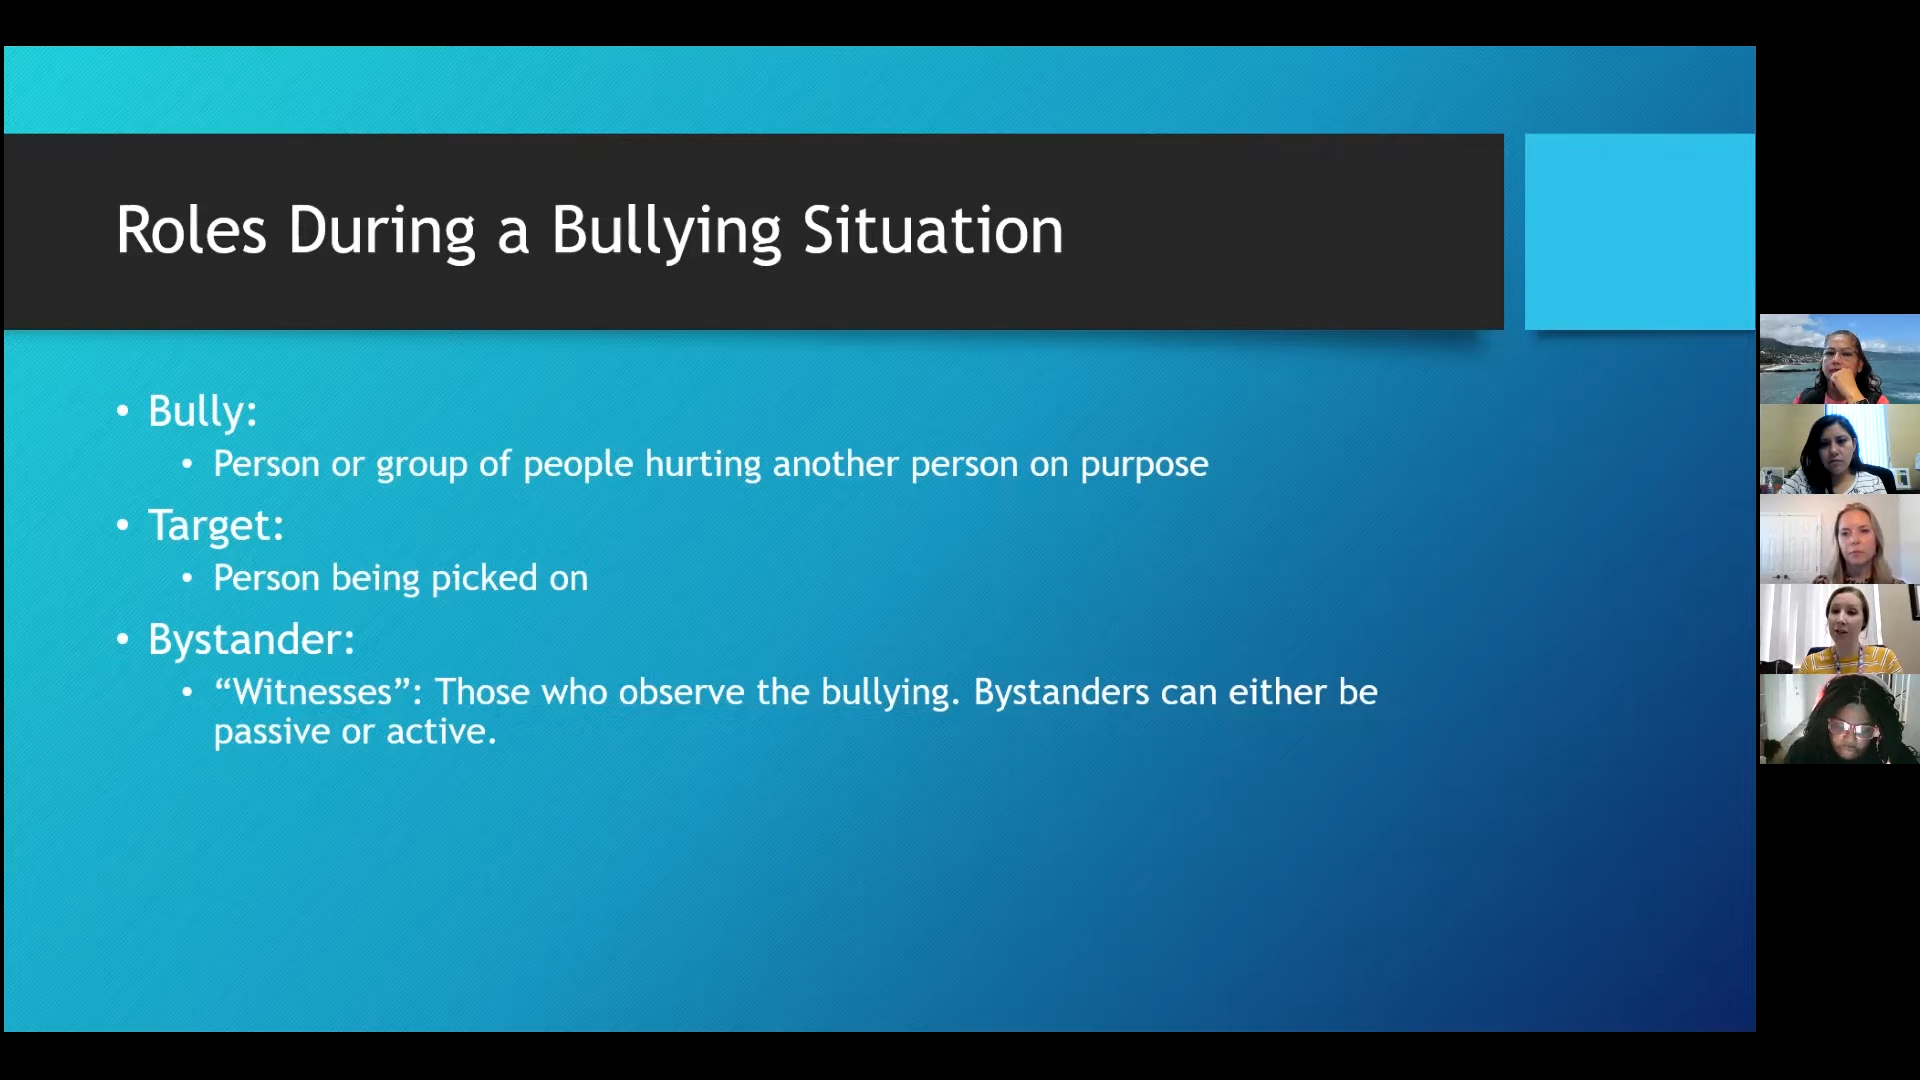 Roles During a Bullying Situation
• Bully:
• Person or group of people hurting another person on purpose
• Target:
• Person being picked on
• Bystander:
• “Witnesses”: Those who observe the bullying. Bystanders can either be
passive or active.